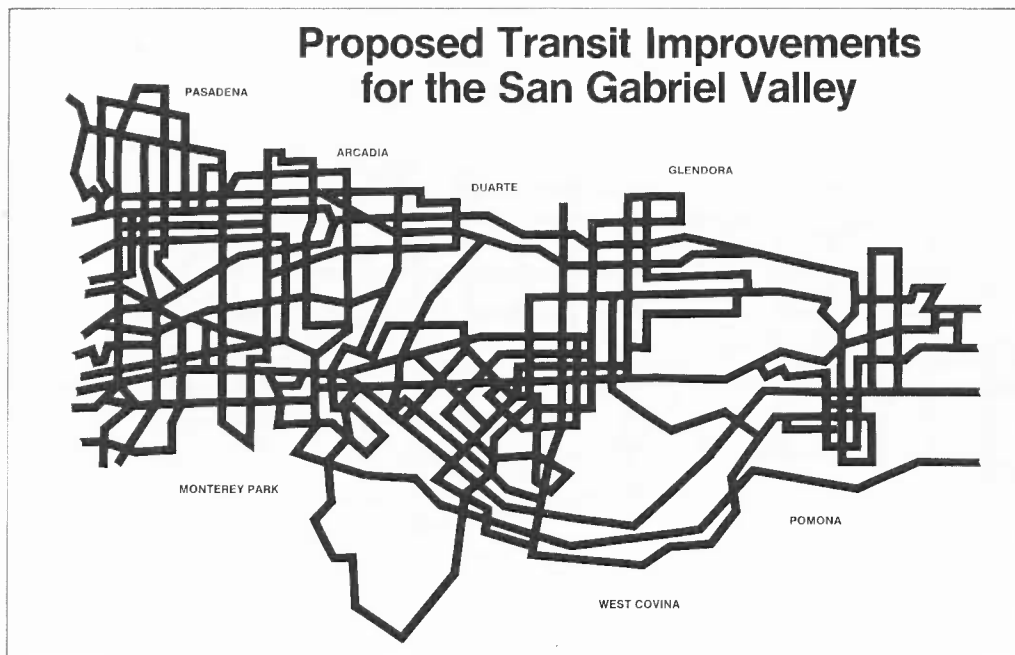 Proposed Transit Improvements
for the San Gabriel Valley
PASADENA
ARCADIA
DUARTE
GLENDORA
MONTEREY PARK
POMONA
WEST COVINA